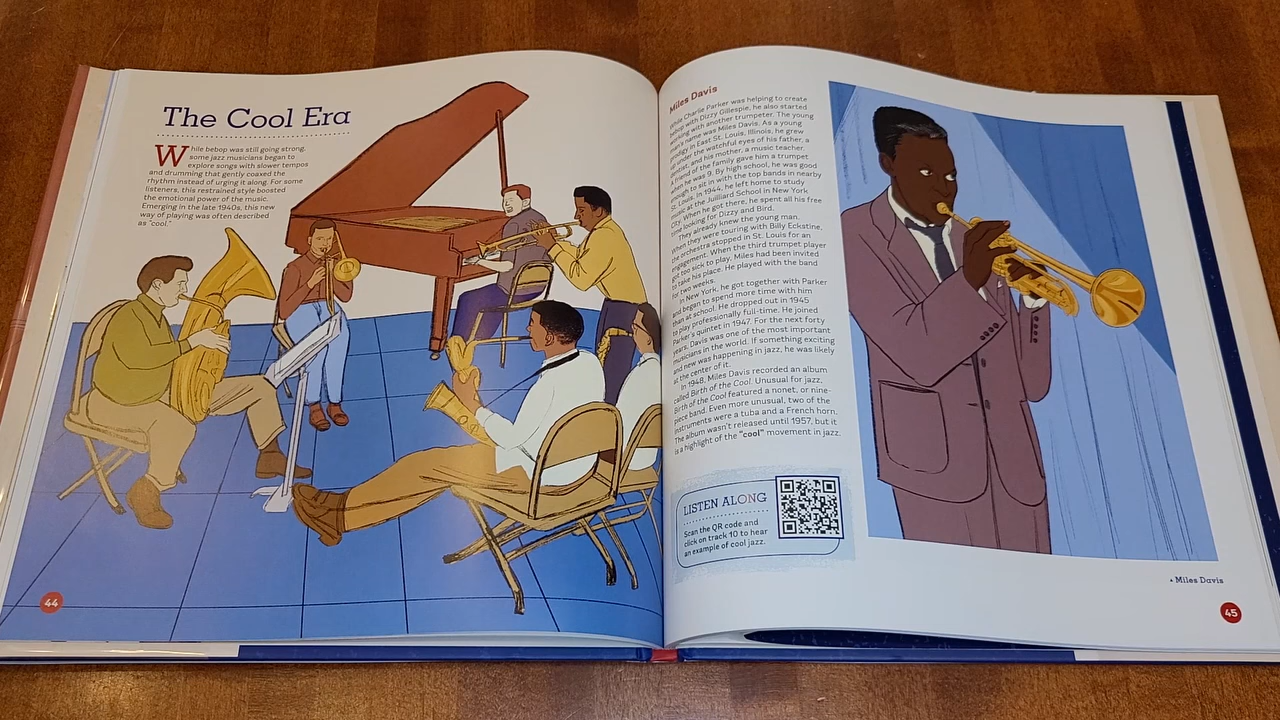 The Cool Era
While bebop was still going strong,
some jazz musicians began to
explore songs with slower tempos
and drumming that gently coaxed the
rhythm instead of urging it along. For some
listeners, this restrained style boosted
the emotional power of the music.
Emerging in the late 1940s, this new
way of playing was often described
as "cool."
44
Miles Davis
While Charlie Parker was helping to create
bebop with Dizzy Gillespie, he also started
working with another trumpeter. The young
man's name was Miles Davis. As a young
prodigy in East St. Louis, Illinois, he grew
up under the watchful eyes of his father, a
dentist, and his mother, a music teacher.
A friend of the family gave him a trumpet
when he was 9. By high school, he was good
enough to sit in with the top bands in nearby
St. Louis. In 1944, he left home to study
music at the Juilliard School in New York
City. When he got there, he spent all his free
time looking for Dizzy and Bird.
They already knew the young man.
When they were touring with Billy Eckstine,
the orchestra stopped in St. Louis for an
engagement. When the third trumpet player
got too sick to play, Miles had been invited
to take his place. He played with the band
for two weeks.
In New York, he got together with Parker
and began to spend more time with him
than at school. He dropped out in 1945
to play professionally full-time. He joined
Parker's quintet in 1947. For the next forty
years, Davis was one of the most important
musicians in the world. If something exciting
and new was happening in jazz, he was likely
at the center of it.
In 1948, Miles Davis recorded an album
called Birth of the Cool. Unusual for jazz,
Birth of the Cool featured a nonet, or nine-
piece band. Even more unusual, two of the
instruments were a tuba and a French horn.
The album wasn't released until 1957, but it
is a highlight of the "cool" movement in jazz.
LISTEN ALONG
Scan the QR code and
click on track 10 to hear
an example of cool jazz.
Miles Davis
45